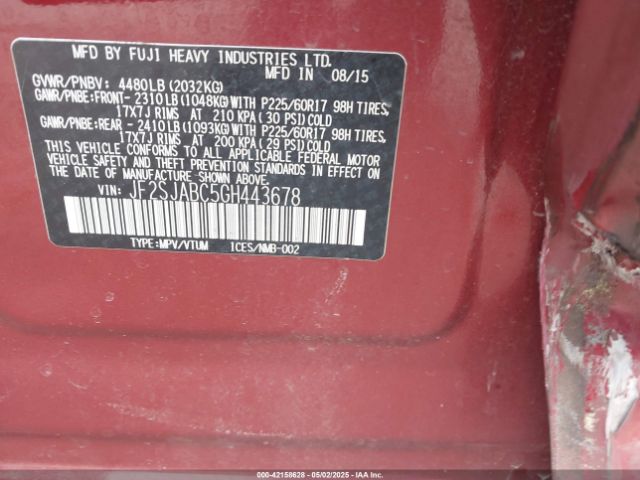 MFD BY FUJI HEAVY INDUSTRIES LTD.
MFD IN 08/15
GVWR/PNBV: 4480LB(2032KG)
GAWR/PNBE:FRONT- 2310LB(1048KG)WITH P225/60R17 98H TIRES,
17X7J RIMS AT 210 KPA(30 PSI)COLD
GAWR/PNBE:REAR - 2410LB(1093KG)WITH P225/60R17 98H TIRES,
17X7J RIMS AT 200 KPA(29 PSI)COLD
THIS VEHICLE CONFORMS TO ALL APPLICABLE FEDERAL MOTOR
VEHICLE SAFETY AND THEFT PREVENTION STANDARDS IN EFFECT ON
THE DATE OF MANUFACTURE SHOWN ABOVE.
VIN: JF2SJABC5GH443678
TYPE:MPV/VTUM ICES/NMB-002
000-42158628 - 05/02/2025 - Copyright © IAA, LLC